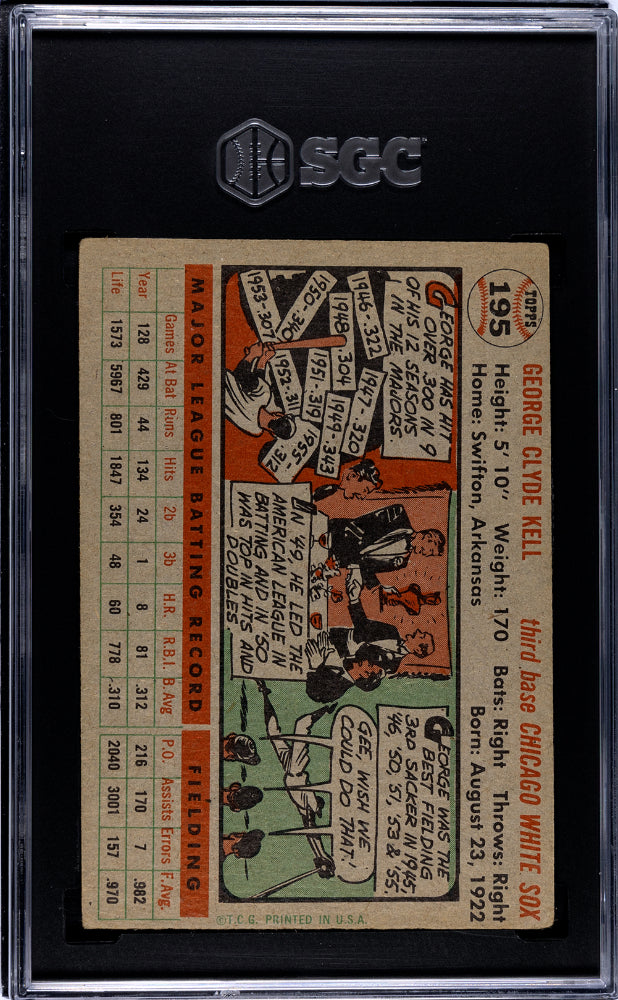 SGC
TOPPS
195
GEORGE CLYDE KELL third base CHICAGO WHITE SOX
Height: 5' 10" Weight: 170 Bats: Right Throws: Right
Home: Swifton, Arkansas Born: August 23, 1922
GEORGE HAS HIT
OVER 300 IN 9
OF HIS 12 SEASONS
IN THE MAJORS
1946-.322
1947-.320
1948-.304
1949-.343
1950-.340
1951-.319
1952-.311
1953-.307
1955-.312
IN '49, HE LED THE
AMERICAN LEAGUE IN
BATTING AND IN '50
WAS TOP IN HITS AND
DOUBLES
GEORGE WAS THE
BEST FIELDING
3RD SACKER IN 1945,
'46, '50, '51, '53 & '55.
GEE, WISH WE
COULD DO THAT!
MAJOR LEAGUE BATTING RECORD FIELDING
Games At Bat Runs Hits 2b 3b H.R. R.B.I. B.Avg P.O. Assists Errors F.Avg.
Year 128 429 44 134 24 1 8 81 .312 216 170 7 .982
Life 1573 5967 801 1847 354 48 60 778 .310 2040 3001 157 .970
©T.C.G. PRINTED IN U.S.A.